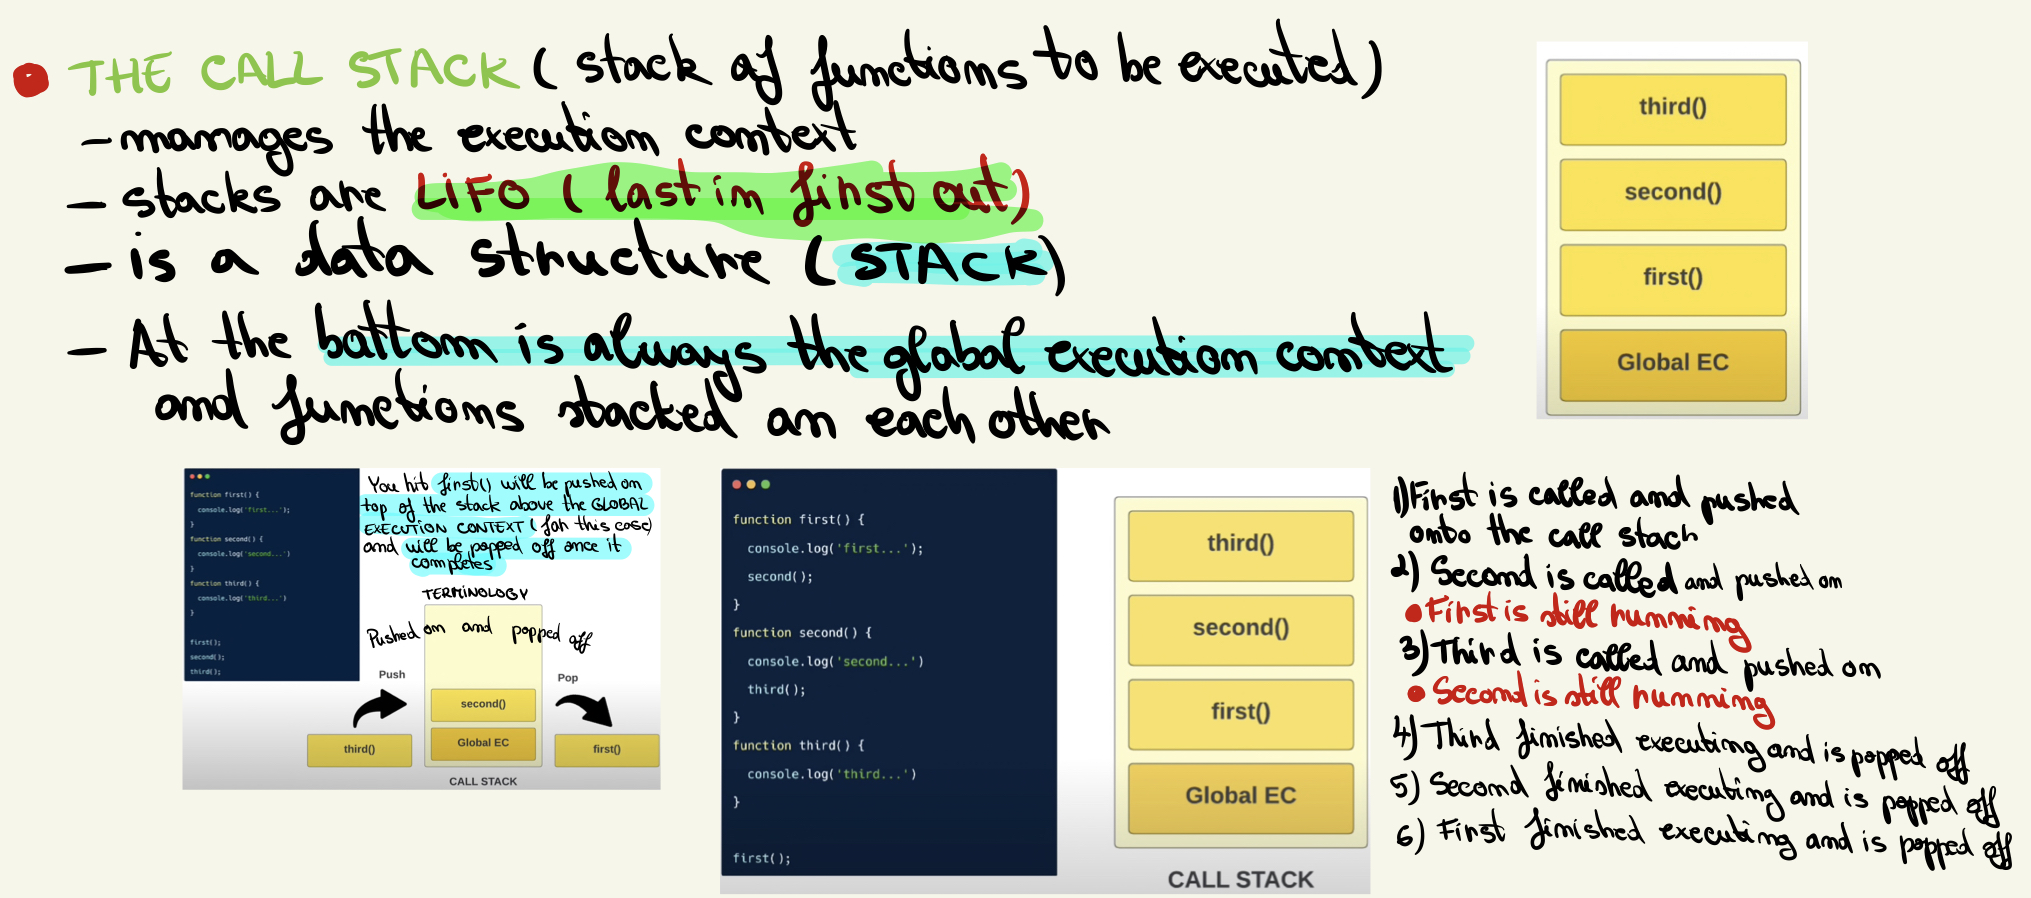 THE CALL STACK ( stack of functions to be executed)
- manages the execution context
- stacks are LIFO ( last in first out)
- is a data structure (STACK)
- At the bottom is always the global execution context
and functions stacked on each other
third()
second()
first()
Global EC
function first() {
console.log('first...');
}
function second() {
console.log('second...')
}
function third() {
console.log('third...')
}
first();
second();
third();
You hit first() will be pushed on
top of the stack above the GLOBAL
EXECUTION CONTEXT ( for this case)
and will be popped off once it
completes
TERMINOLOGY
Pushed on and popped off
Push
Pop
second()
Global EC
third()
first()
CALL STACK
function first() {
console.log('first...');
second();
}
function second() {
console.log('second...')
third();
}
function third() {
console.log('third...')
}
first();
third()
second()
first()
Global EC
CALL STACK
1) First is called and pushed
onto the call stack
2) Second is called and pushed on
First is still running
3) Third is called and pushed on
Second is still running
4) Third finished executing and is popped off
5) Second finished executing and is popped off
6) First finished executing and is popped off